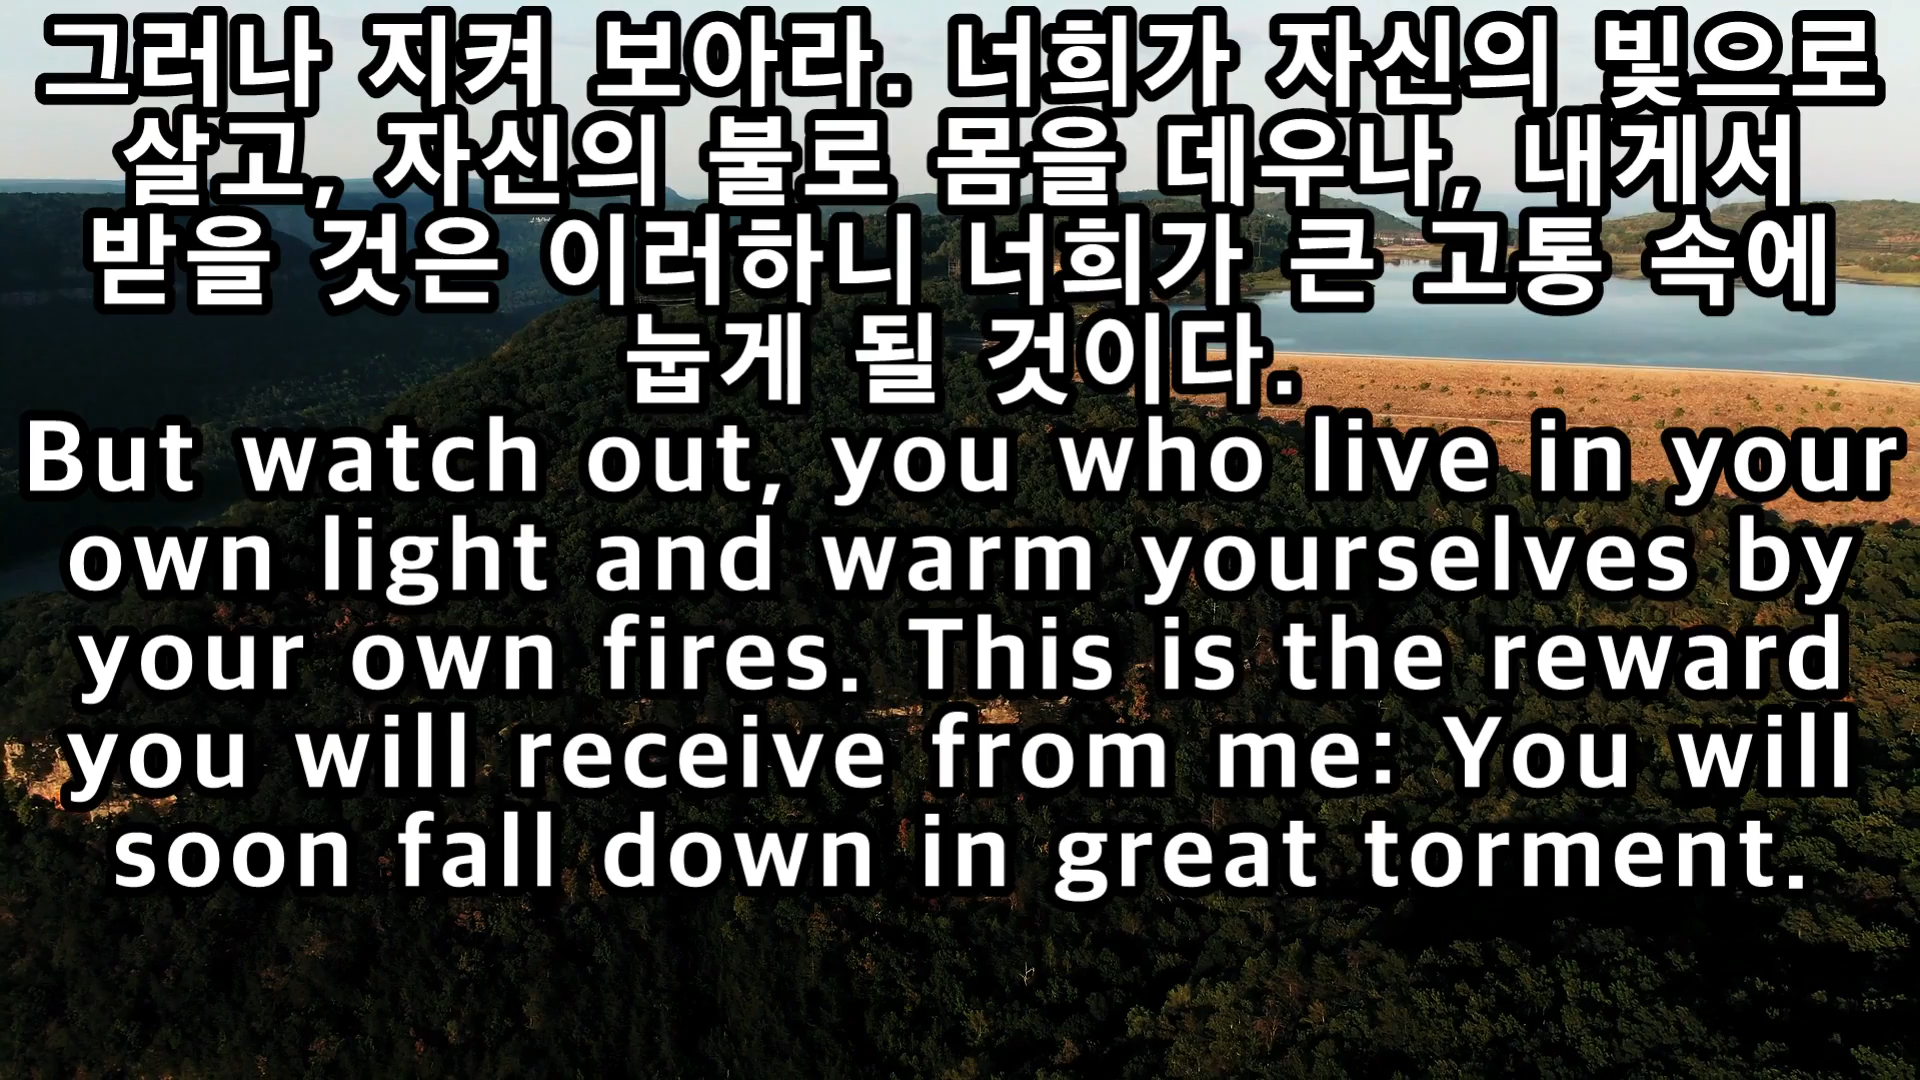 그러나 지켜 보아라. 너희가 자신의 빛으로
살고, 자신의 불로 몸을 데우나, 내게서
받을 것은 이러하니 너희가 큰 고통 속에
눕게 될 것이다.
But watch out, you who live in your
own light and warm yourselves by
your own fires. This is the reward
you will receive from me: You will
soon fall down in great torment.